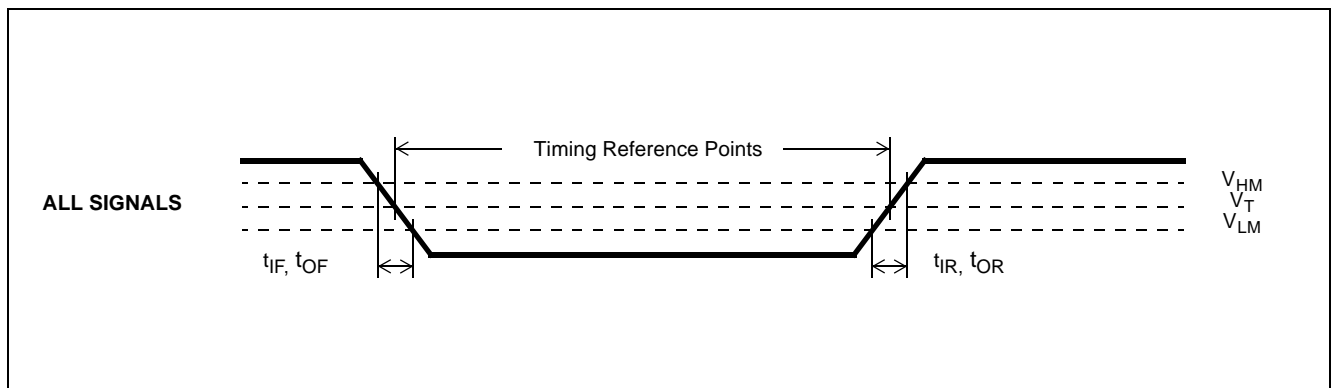 Timing Reference Points
V_HM
ALL SIGNALS
V_T
V_LM
t_IF, t_OF
t_IR, t_OR